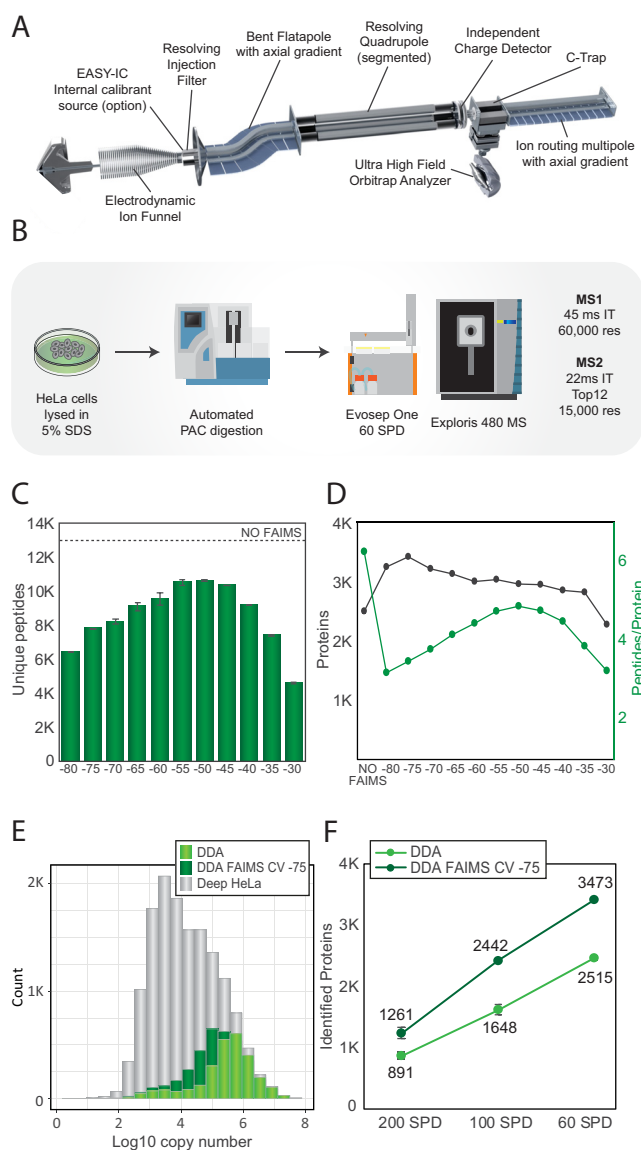 A
EASY-IC
Internal calibrant
source (option)
Resolving
Injection
Filter
Bent Flatapole
with axial gradient
Resolving
Quadrupole
(segmented)
Independent
Charge Detector
C-Trap
Electrodynamic
Ion Funnel
Ultra High Field
Orbitrap Analyzer
Ion routing multipole
with axial gradient
B
HeLa cells
lysed in
5% SDS
Automated
PAC digestion
Evosep One
60 SPD
Exploris 480 MS
MS1
45 ms IT
60,000 res
MS2
22ms IT
Top12
15,000 res
C
Unique peptides
14K
12K
10K
8K
6K
4K
2K
0
NO FAIMS
-80 -75 -70 -65 -60 -55 -50 -45 -40 -35 -30
D
Proteins
4K
3K
2K
1K
Peptides/Protein
6
4
2
NO -80 -75 -70 -65 -60 -55 -50 -45 -40 -35 -30
FAIMS
E
DDA
DDA FAIMS CV -75
Deep HeLa
Count
2K
1K
0
0 2 4 6 8
Log10 copy number
F
DDA
DDA FAIMS CV -75
Identified Proteins
4K
3K
2K
1K
0
3473
2442
2515
1261
1648
891
200 SPD 100 SPD 60 SPD